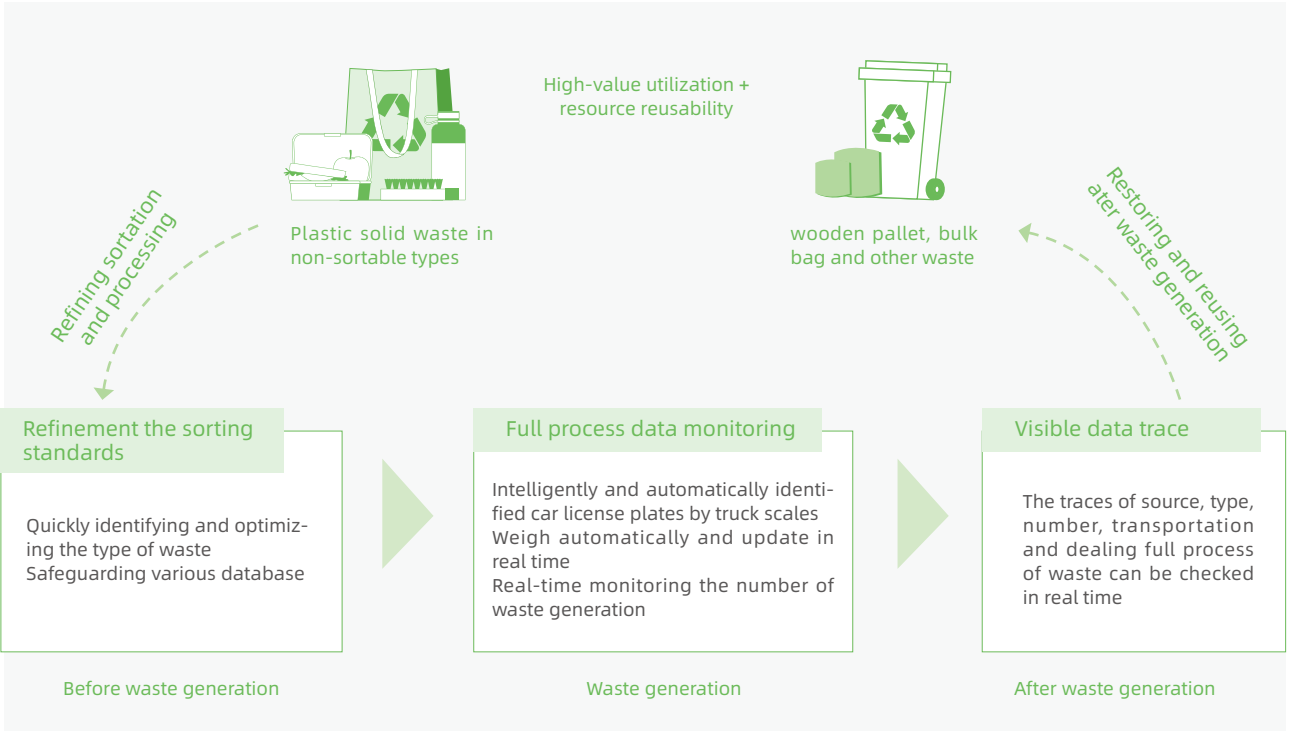 High-value utilization +
resource reusability
Plastic solid waste in
non-sortable types
wooden pallet, bulk
bag and other waste
Refining sortation
and processing
Restoring and reusing
ater waste generation
Refinement the sorting
standards
Quickly identifying and optimiz-
ing the type of waste
Safeguarding various database
Full process data monitoring
Intelligently and automatically identi-
fied car license plates by truck scales
Weigh automatically and update in
real time
Real-time monitoring the number of
waste generation
Visible data trace
The traces of source, type,
number, transportation
and dealing full process
of waste can be checked
in real time
Before waste generation
Waste generation
After waste generation